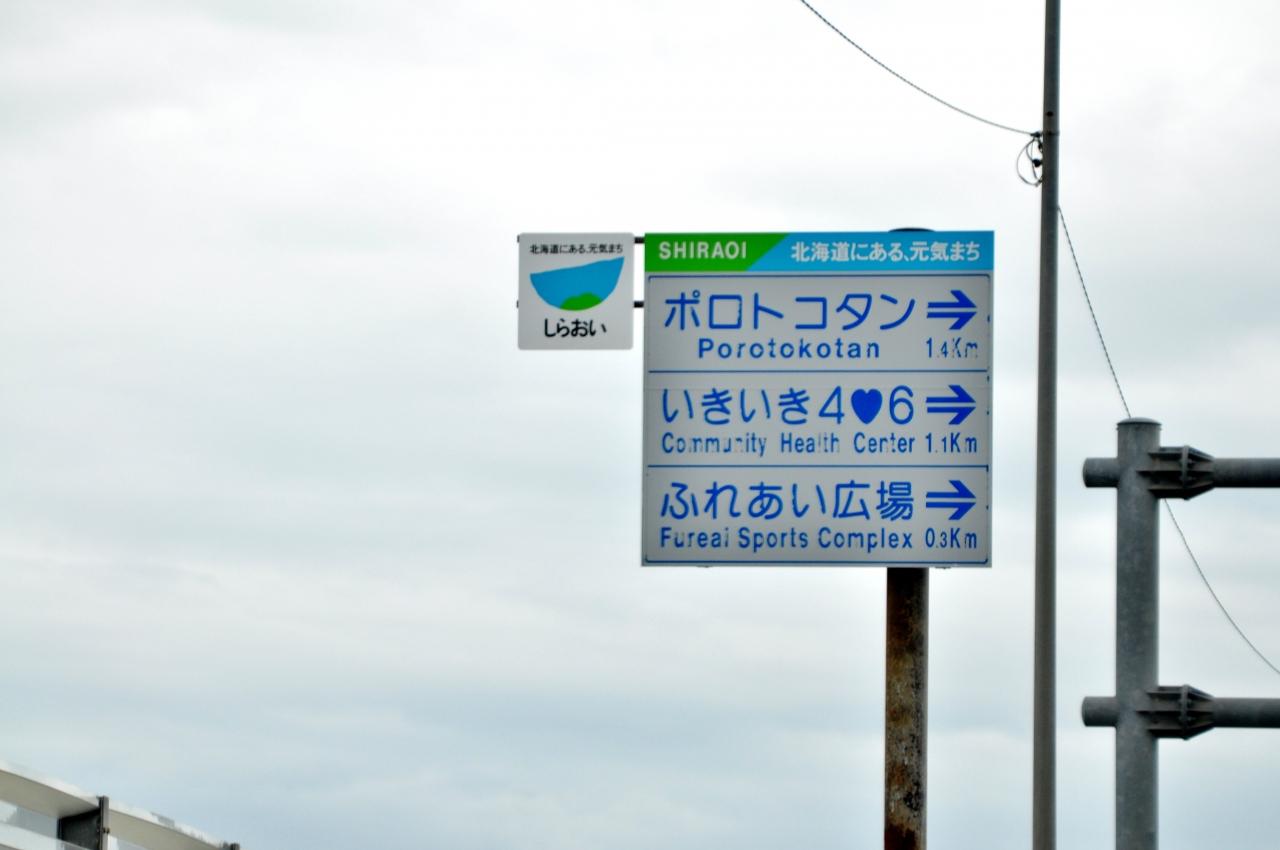 北海道にある、元気まち
しらおい
SHIRAOI 北海道にある、元気まち
ポロトコタン→
Porotokotan 1.4Km
いきいき4♥6→
Community Health Center 1.1Km
ふれあい広場→
Fureai Sports Complex 0.3Km